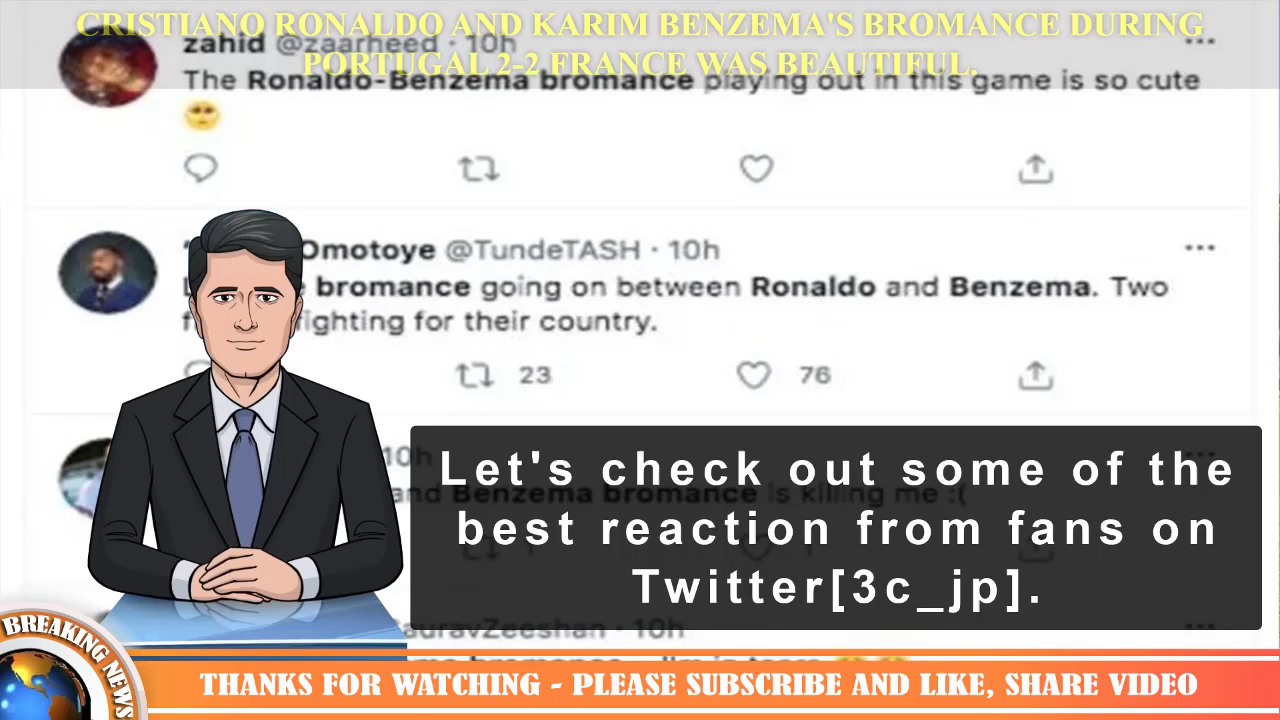 CRISTIANO RONALDO AND KARIM BENZEMA'S BROMANCE DURING
PORTUGAL 2-2 FRANCE WAS BEAUTIFUL.
zahid @zaarheed · 10h
The Ronaldo-Benzema bromance playing out in this game is so cute
🥺
Omotoye @TundeTASH · 10h
bromance going on between Ronaldo and Benzema. Two
fighting for their country.
23 76
10h
and Benzema bromance is killing me :(
Let's check out some of the
best reaction from fans on
Twitter[3c_jp].
SauravZeeshan · 10h
bromance
BREAKING NEWS
THANKS FOR WATCHING - PLEASE SUBSCRIBE AND LIKE, SHARE VIDEO